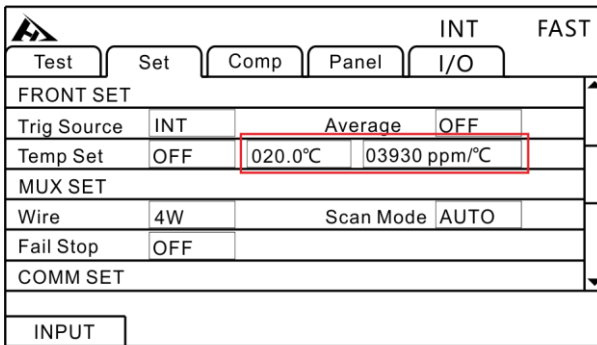 INT FAST
Test Set Comp Panel I/O
FRONT SET
Trig Source INT Average OFF
Temp Set OFF 020.0℃ 03930 ppm/℃
MUX SET
Wire 4W Scan Mode AUTO
Fail Stop OFF
COMM SET
INPUT